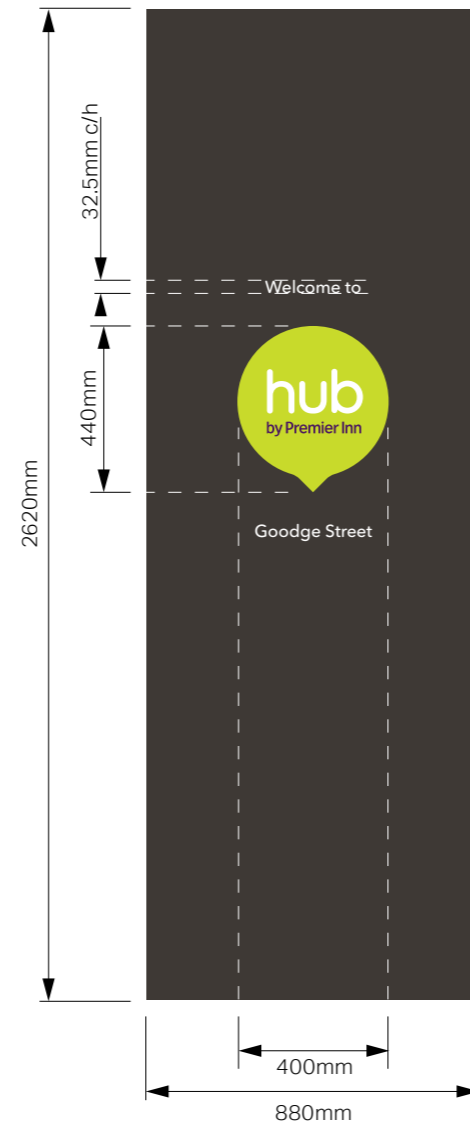 32.5mm c/h
Welcome to
440mm
hub
by Premier Inn
2620mm
Goodge Street
400mm
880mm